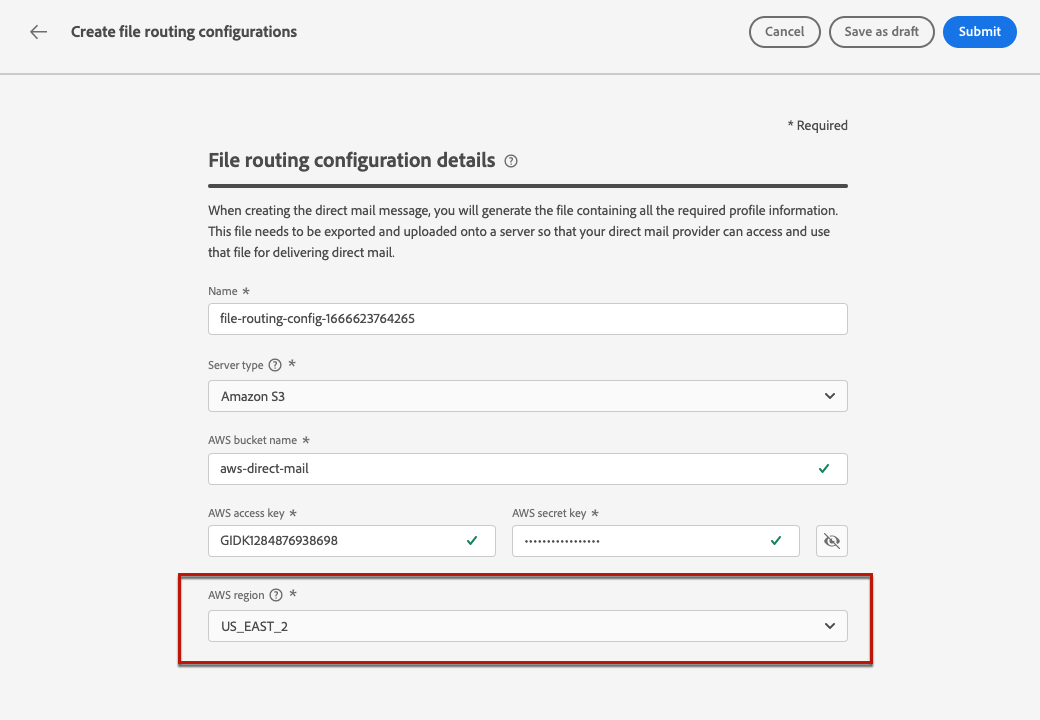 Create file routing configurations
Cancel
Save as draft
Submit
* Required
File routing configuration details
When creating the direct mail message, you will generate the file containing all the required profile information.
This file needs to be exported and uploaded onto a server so that your direct mail provider can access and use
that file for delivering direct mail.
Name *
file-routing-config-1666623764265
Server type ? *
Amazon S3
AWS bucket name *
aws-direct-mail
AWS access key *
GIDK1284876938698
AWS secret key *
•••••••••••••••••
AWS region ? *
US_EAST_2